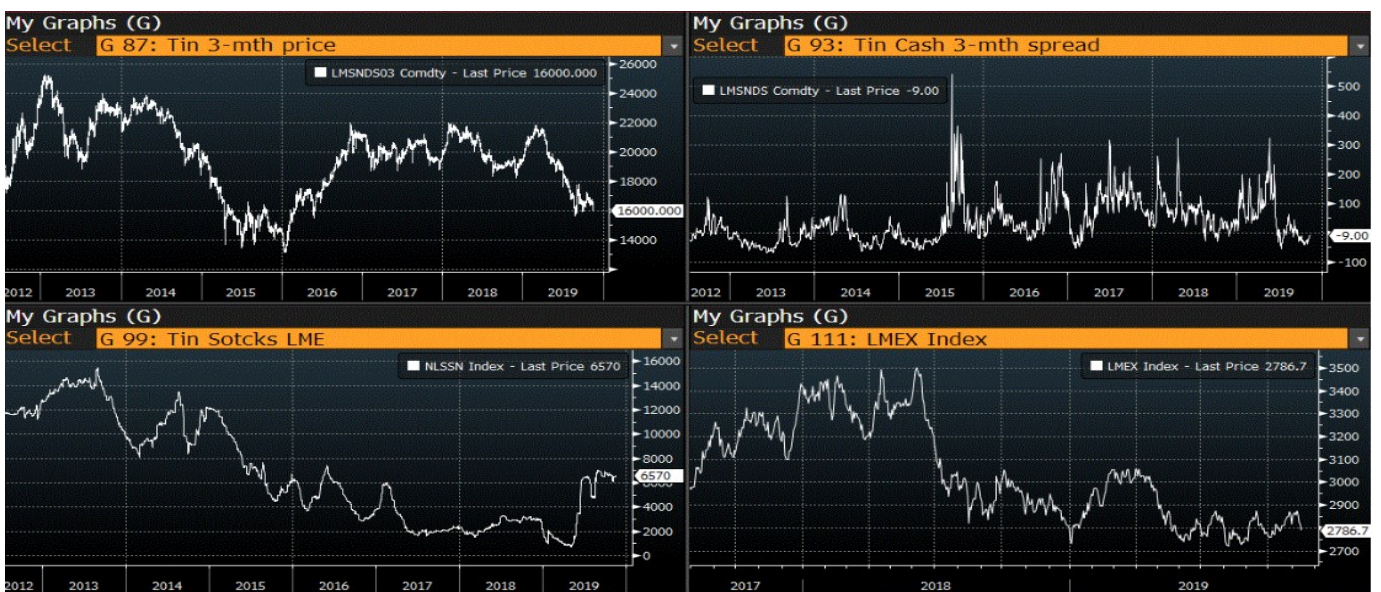 My Graphs (G)
Select G 87: Tin 3-mth price
LMSNDS03 Comdty - Last Price 16000.000
26000
24000
22000
20000
18000
16000.000
14000
2012 2013 2014 2015 2016 2017 2018 2019
My Graphs (G)
Select G 93: Tin Cash 3-mth spread
LMSNDS Comdty - Last Price -9.00
500
400
300
200
100
-9.00
-100
2012 2013 2014 2015 2016 2017 2018 2019
My Graphs (G)
Select G 99: Tin Sotcks LME
NLSSN Index - Last Price 6570
16000
14000
12000
10000
8000
6570
4000
2000
0
2012 2013 2014 2015 2016 2017 2018 2019
My Graphs (G)
Select G 111: LMEX Index
LMEX Index - Last Price 2786.7
3500
3400
3300
3200
3100
3000
2900
2786.7
2700
2017 2018 2019